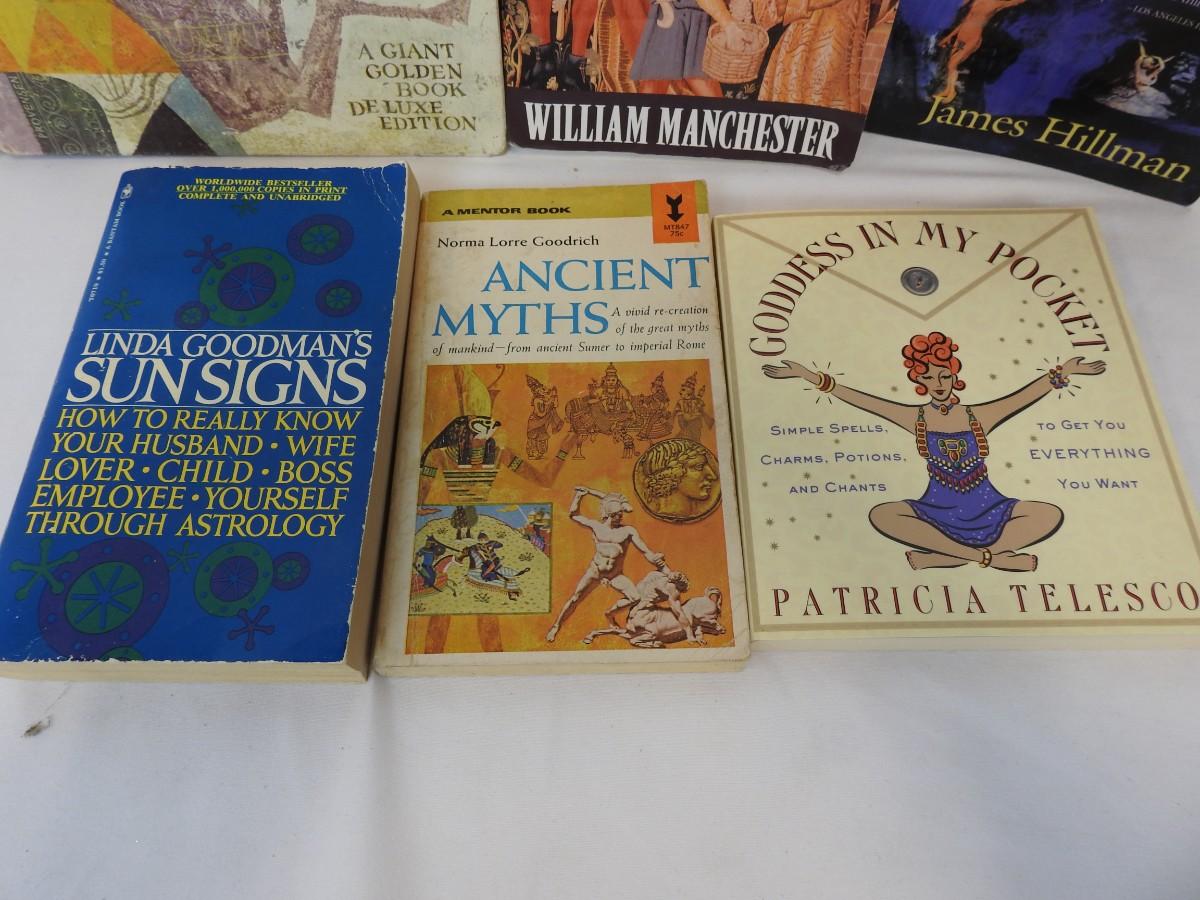 A GIANT
GOLDEN
BOOK
DE LUXE
EDITION
WILLIAM MANCHESTER
James Hillman
WORLDWIDE BESTSELLER
OVER 1,000,000 COPIES IN PRINT
COMPLETE AND UNABRIDGED
LINDA GOODMAN'S
SUN SIGNS
HOW TO REALLY KNOW
YOUR HUSBAND • WIFE
LOVER • CHILD • BOSS
EMPLOYEE • YOURSELF
THROUGH ASTROLOGY
A MENTOR BOOK
MT847
75c
Norma Lorre Goodrich
ANCIENT
MYTHS
A vivid re-creation
of the great myths
of mankind—from ancient Sumer to imperial Rome
GODDESS IN MY POCKET
SIMPLE SPELLS,
CHARMS, POTIONS,
AND CHANTS
TO GET YOU
EVERYTHING
YOU WANT
PATRICIA TELESCO